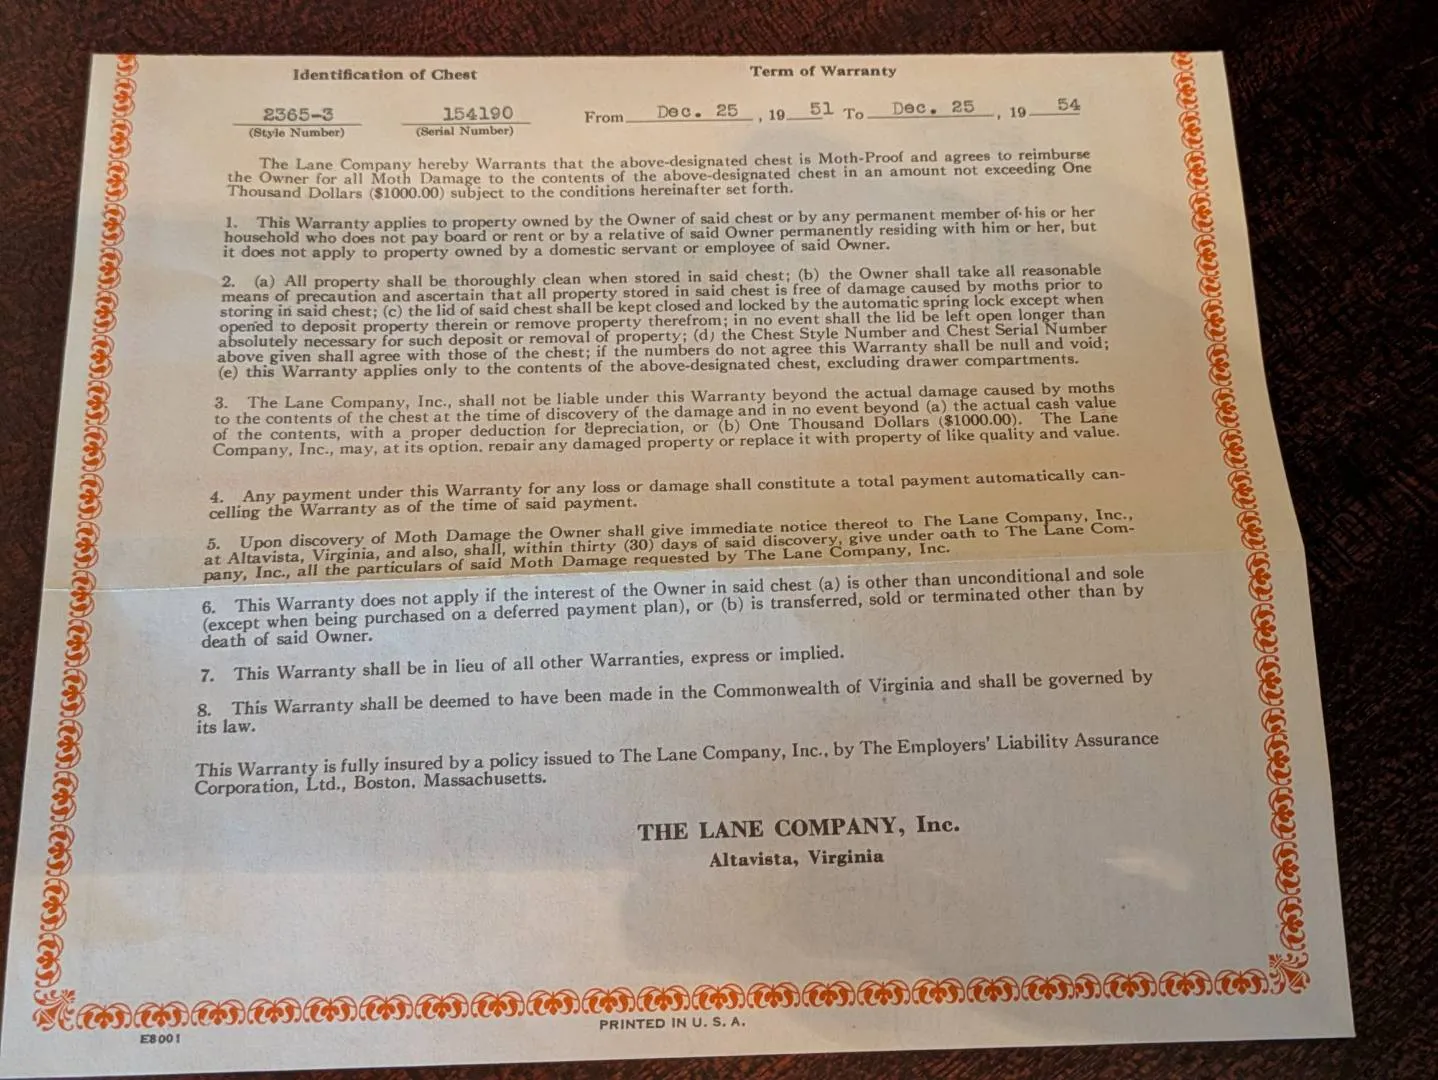 Identification of Chest Term of Warranty
2365-3 154190 From Dec. 25, 19 51 To Dec. 25, 19 54
(Style Number) (Serial Number)
The Lane Company hereby Warrants that the above-designated chest is Moth-Proof and agrees to reimburse
the Owner for all Moth Damage to the contents of the above-designated chest in an amount not exceeding One
Thousand Dollars ($1000.00) subject to the conditions hereinafter set forth.
1. This Warranty applies to property owned by the Owner of said chest or by any permanent member of his or her
household who does not pay board or rent or by a relative of said Owner permanently residing with him or her, but
it does not apply to property owned by a domestic servant or employee of said Owner.
2. (a) All property shall be thoroughly clean when stored in said chest; (b) the Owner shall take all reasonable
means of precaution and ascertain that all property stored in said chest is free of damage caused by moths prior to
storing in said chest; (c) the lid of said chest shall be kept closed and locked by the automatic spring lock except when
opened to deposit property therein or remove property therefrom; in no event shall the lid be left open longer than
absolutely necessary for such deposit or removal of property; (d) the Chest Style Number and Chest Serial Number
above given shall agree with those of the chest; if the numbers do not agree this Warranty shall be null and void;
(e) this Warranty applies only to the contents of the above-designated chest, excluding drawer compartments.
3. The Lane Company, Inc., shall not be liable under this Warranty beyond the actual damage caused by moths
to the contents of the chest at the time of discovery of the damage and in no event beyond (a) the actual cash value
of the contents, with a proper deduction for depreciation, or (b) One Thousand Dollars ($1000.00). The Lane
Company, Inc., may, at its option, repair any damaged property or replace it with property of like quality and value.
4. Any payment under this Warranty for any loss or damage shall constitute a total payment automatically can-
celling the Warranty as of the time of said payment.
5. Upon discovery of Moth Damage the Owner shall give immediate notice thereof to The Lane Company, Inc.,
at Altavista, Virginia, and also, shall, within thirty (30) days of said discovery, give under oath to The Lane Com-
pany, Inc., all the particulars of said Moth Damage requested by The Lane Company, Inc.
6. This Warranty does not apply if the interest of the Owner in said chest (a) is other than unconditional and sole
(except when being purchased on a deferred payment plan), or (b) is transferred, sold or terminated other than by
death of said Owner.
7. This Warranty shall be in lieu of all other Warranties, express or implied.
8. This Warranty shall be deemed to have been made in the Commonwealth of Virginia and shall be governed by
its law.
This Warranty is fully insured by a policy issued to The Lane Company, Inc., by The Employers' Liability Assurance
Corporation, Ltd., Boston, Massachusetts.
THE LANE COMPANY, Inc.
Altavista, Virginia
PRINTED IN U. S. A.
E8001